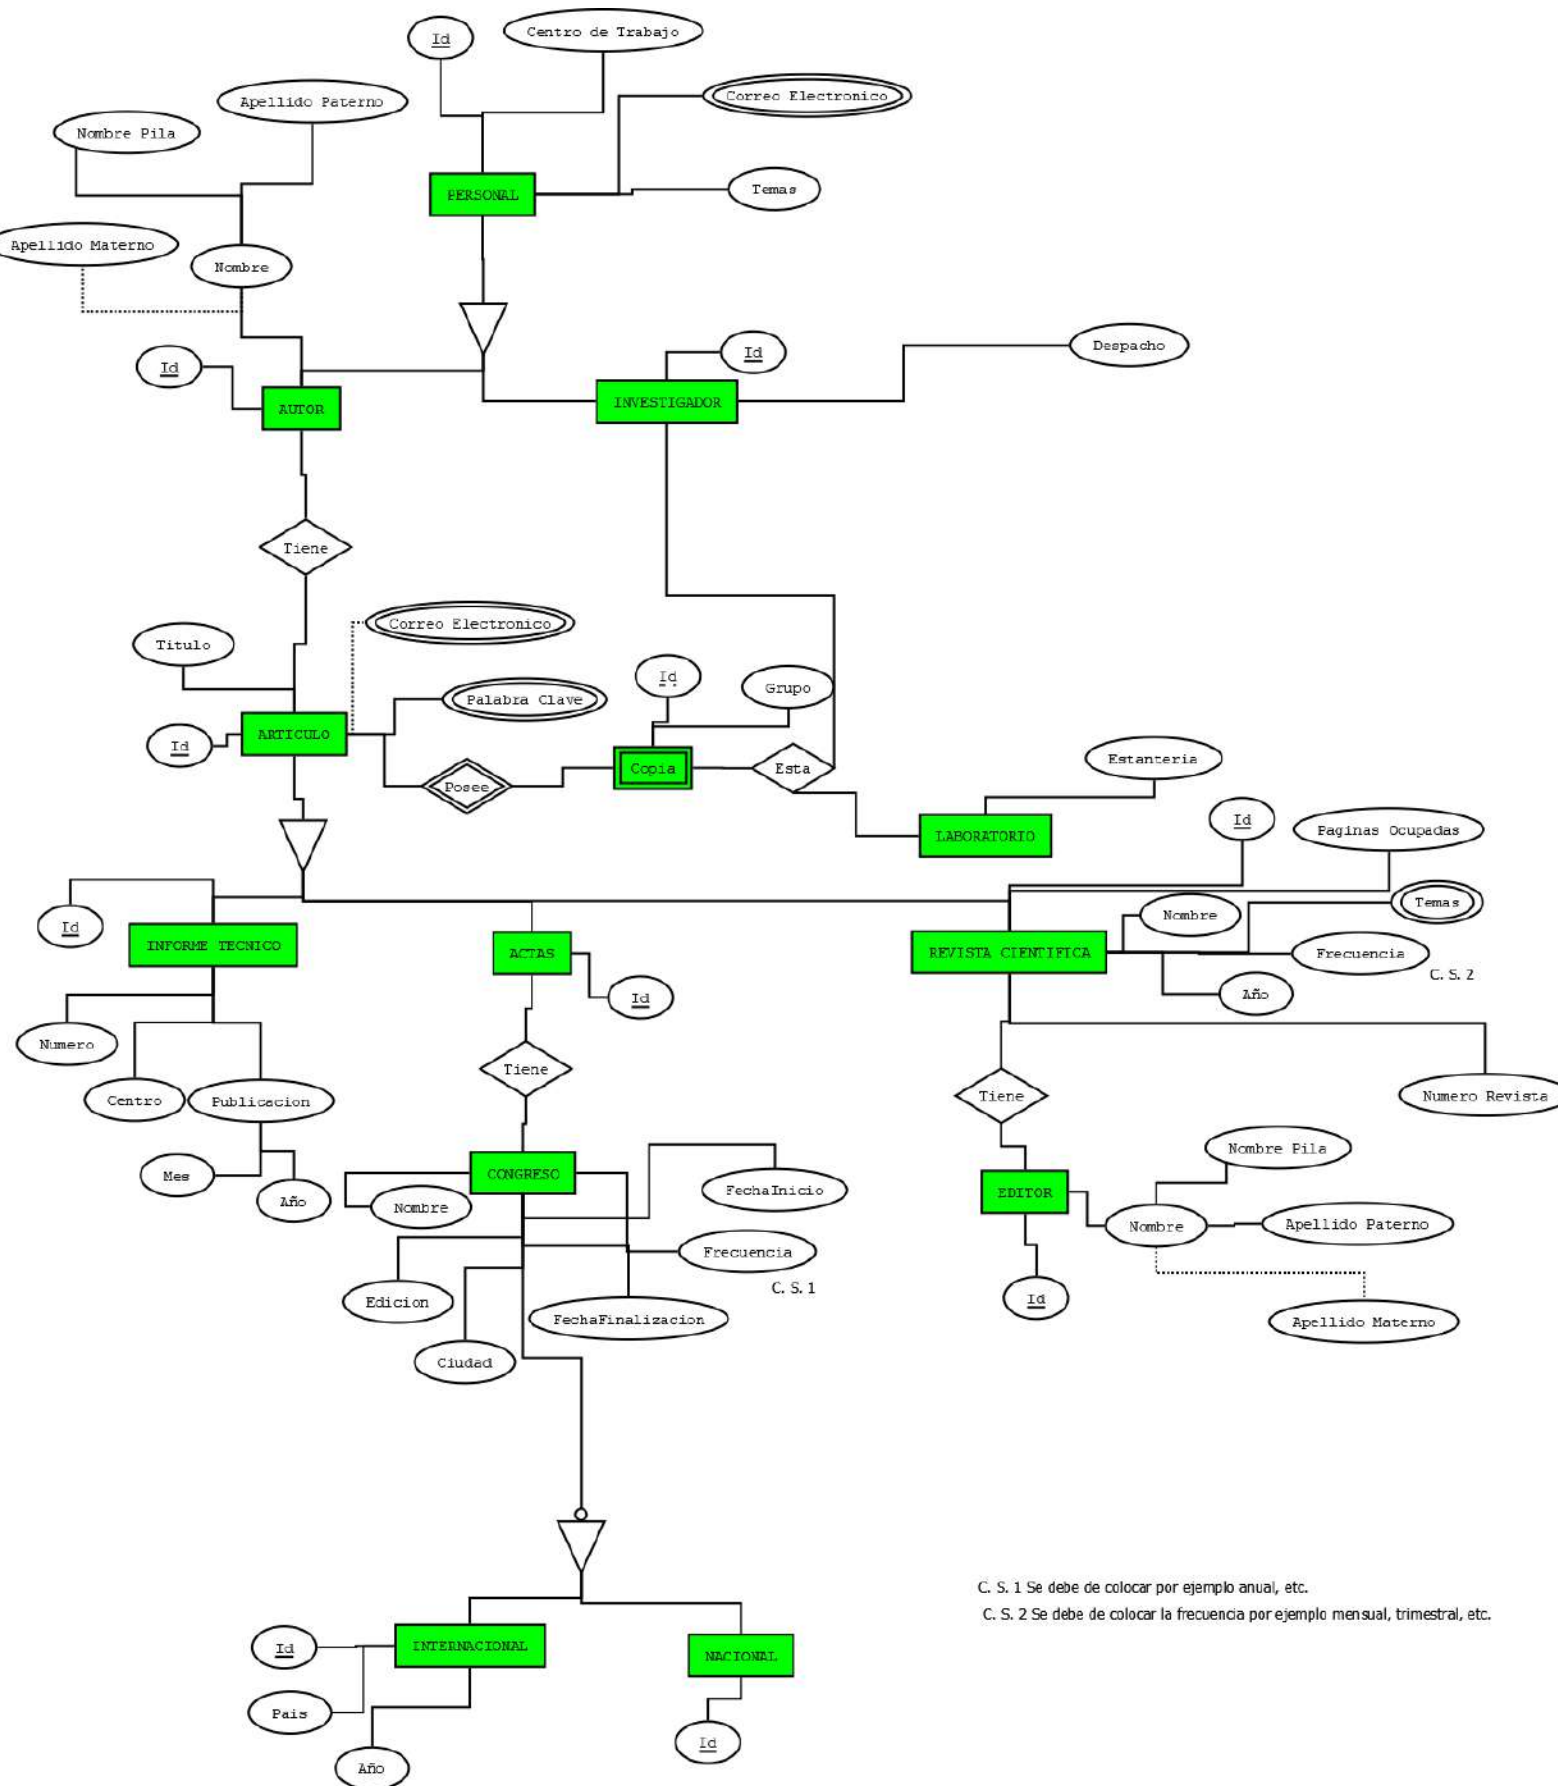 Id
Centro de Trabajo
Correo Electronico
Apellido Paterno
Nombre Pila
Temas
PERSONAL
Apellido Materno
Nombre
Id
Id
Despacho
AUTOR
INVESTIGADOR
Tiene
Correo Electronico
Titulo
Id
Grupo
Palabra Clave
Id
ARTICULO
Posee
Copia
Esta
Estanteria
LABORATORIO
Id
Paginas Ocupadas
Id
Nombre
Temas
INFORME TECNICO
ACTAS
REVISTA CIENTIFICA
Frecuencia
C. S. 2
Id
Año
Numero
Tiene
Centro
Publicacion
Tiene
Numero Revista
Mes
Año
CONGRESO
Nombre
FechaInicio
Nombre Pila
EDITOR
Nombre
Apellido Paterno
Frecuencia
C. S. 1
Edicion
FechaFinalizacion
Id
Apellido Materno
Ciudad
C. S. 1 Se debe de colocar por ejemplo anual, etc.
C. S. 2 Se debe de colocar la frecuencia por ejemplo mensual, trimestral, etc.
Id
INTERNACIONAL
NACIONAL
Pais
Id
Año